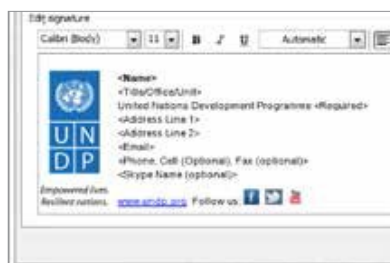 Edit signature
Calibri (Body) 11 B I U Automatic
<Name>
<Title/Office/Unit>
United Nations Development Programme <Required>
<Address Line 1>
<Address Line 2>
<Email>
<Phone, Cell (Optional), Fax (optional)>
<Skype Name (optional)>
U N
D P
Empowered lives.
Resilient nations.
www.undp.org Follow us: